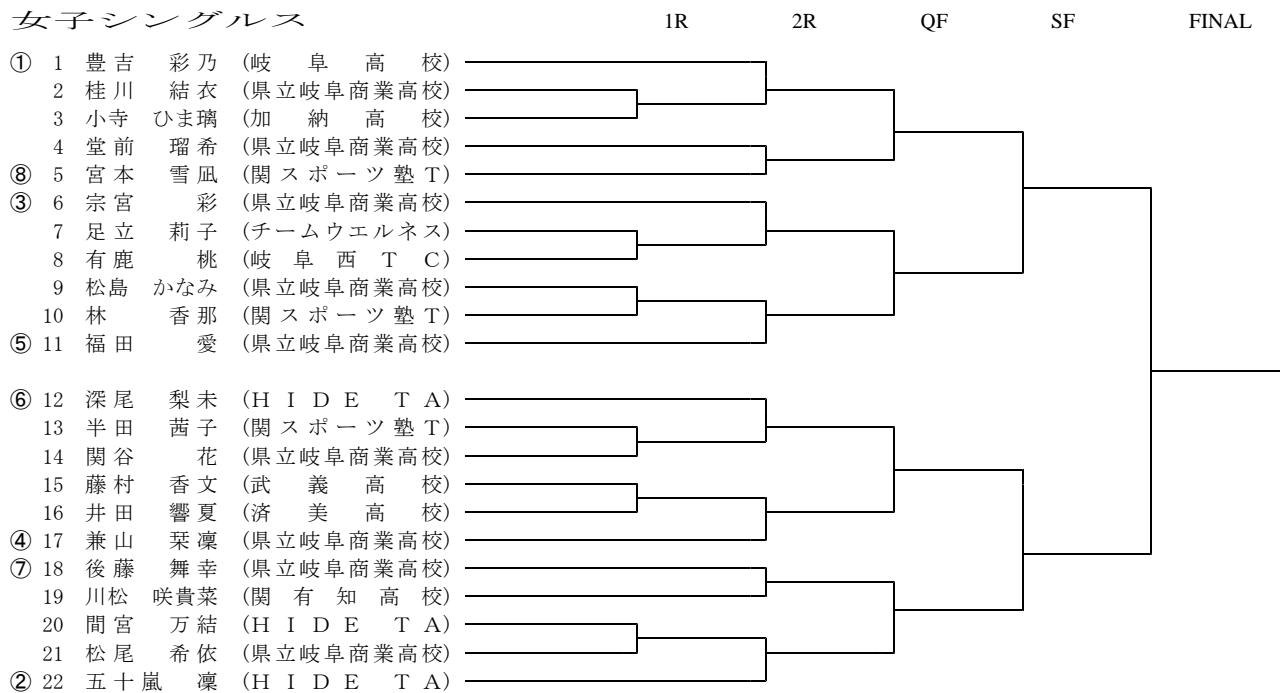 女子シングルス 1R 2R QF SF FINAL
① 1 豊吉 彩乃 (岐阜高校)
2 桂川 結衣 (県立岐阜商業高校)
3 小寺 ひま璃 (加納高校)
4 堂前 瑠希 (県立岐阜商業高校)
⑧ 5 宮本 雪凪 (関スポーツ塾T)
③ 6 宗宮 彩 (県立岐阜商業高校)
7 足立 莉子 (チームウエルネス)
8 有鹿 桃 (岐阜西TC)
9 松島 かなみ (県立岐阜商業高校)
10 林 香那 (関スポーツ塾T)
⑤ 11 福田 愛 (県立岐阜商業高校)
⑥ 12 深尾 梨未 (HIDE TA)
13 半田 茜子 (関スポーツ塾T)
14 関谷 花 (県立岐阜商業高校)
15 藤村 香文 (武義高校)
16 井田 響夏 (済美高校)
④ 17 兼山 栞凜 (県立岐阜商業高校)
⑦ 18 後藤 舞幸 (県立岐阜商業高校)
19 川松 咲貴菜 (関有知高校)
20 間宮 万結 (HIDE TA)
21 松尾 希依 (県立岐阜商業高校)
② 22 五十嵐 凜 (HIDE TA)